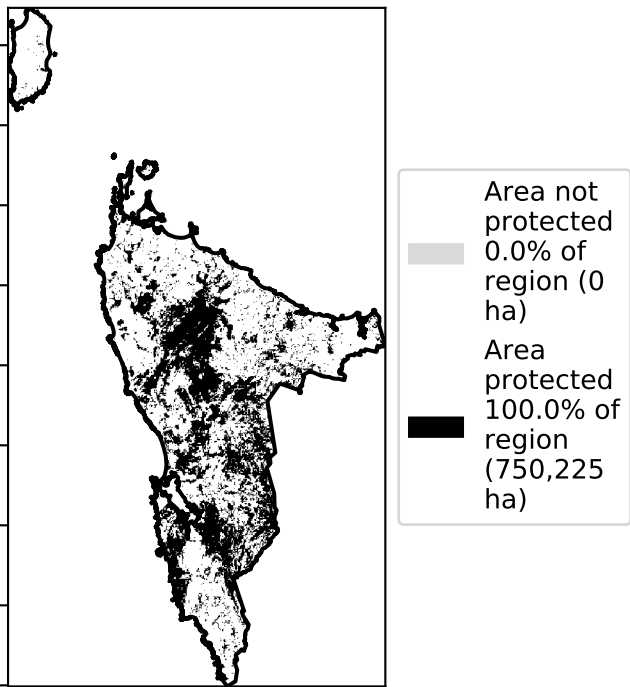 Area not
protected
0.0% of
region (0
ha)
Area
protected
100.0% of
region
(750,225
ha)